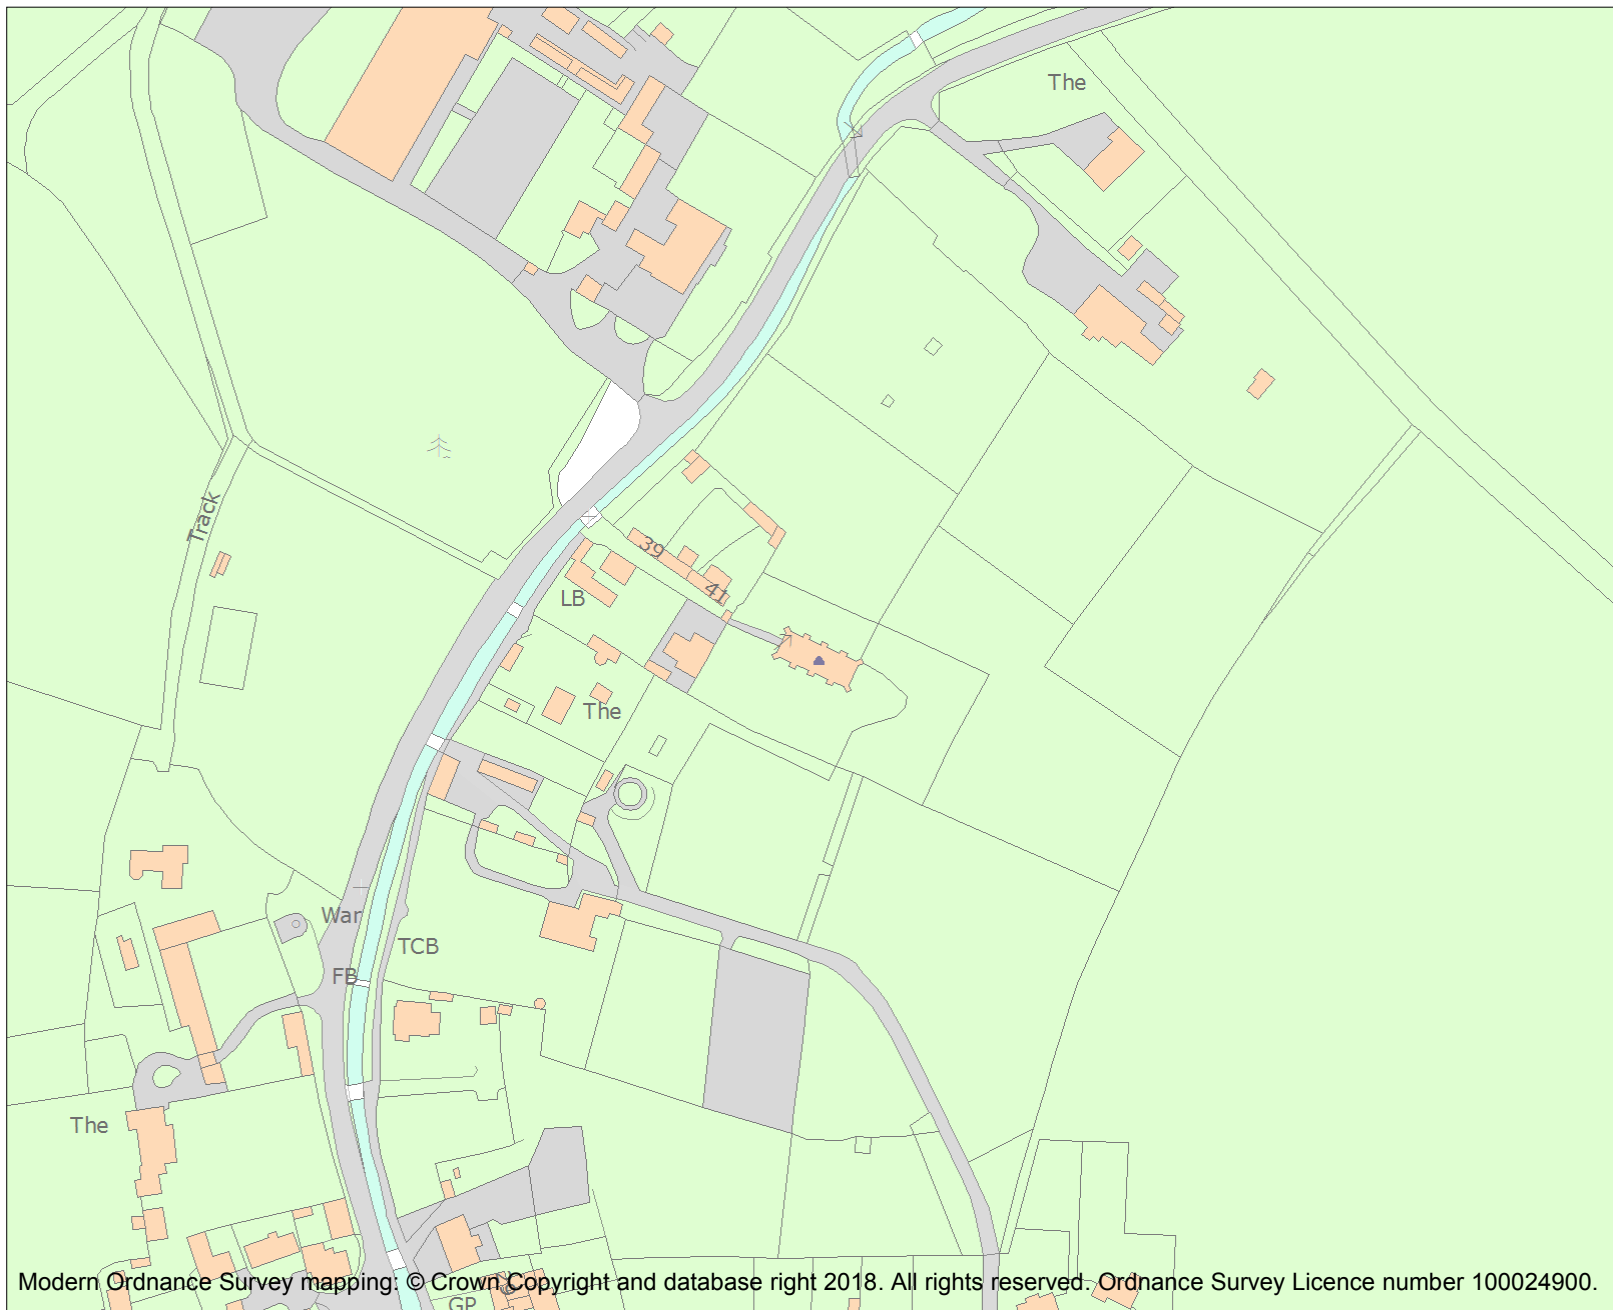 The
Track
39
41
LB
The
War
TCB
FB
The
Modern Ordnance Survey mapping: © Crown Copyright and database right 2018. All rights reserved. Ordnance Survey Licence number 100024900.
GP